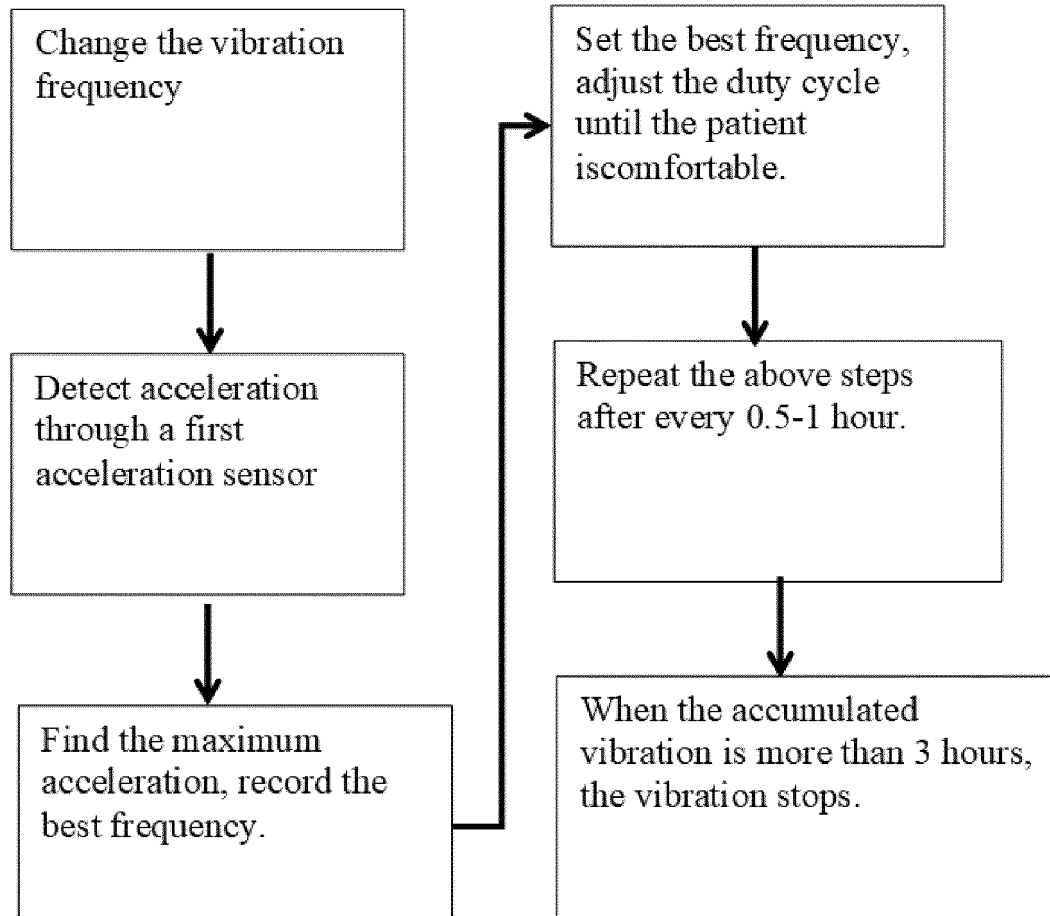 Change the vibration
frequency
Detect acceleration
through a first
acceleration sensor
Find the maximum
acceleration, record the
best frequency.
Set the best frequency,
adjust the duty cycle
until the patient
iscomfortable.
Repeat the above steps
after every 0.5-1 hour.
When the accumulated
vibration is more than 3 hours,
the vibration stops.